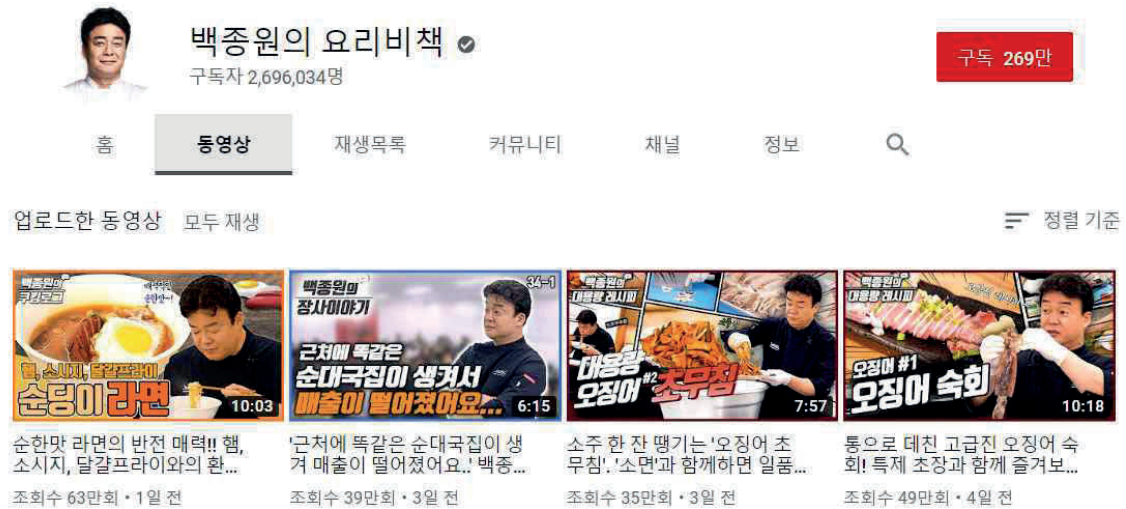 백종원의 요리비책
구독자 2,696,034명
구독 269만
홈 동영상 재생목록 커뮤니티 채널 정보
업로드한 동영상 모두 재생 정렬 기준
백종원의
쿠킹로그
매력적인
순한맛이
햄, 소시지, 달걀프라이
순딩이 라면
10:03
백종원의
장사이야기
34-1
근처에 똑같은
순대국집이 생겨서
매출이 떨어졌어요...
6:15
백종원의
대용량 레시피
대용량
오징어 #2 초무침
7:57
백종원의
대용량 레시피
오징어 #1
오징어 숙회
10:18
순한맛 라면의 반전 매력!! 햄,
소시지, 달걀프라이와의 환...
조회수 63만회 • 1일 전
'근처에 똑같은 순대국집이 생
겨 매출이 떨어졌어요..' 백종...
조회수 39만회 • 3일 전
소주 한 잔 땡기는 '오징어 초
무침'. '소면'과 함께하면 일품...
조회수 35만회 • 3일 전
통으로 데친 고급진 오징어 숙
회! 특제 초장과 함께 즐겨보...
조회수 49만회 • 4일 전